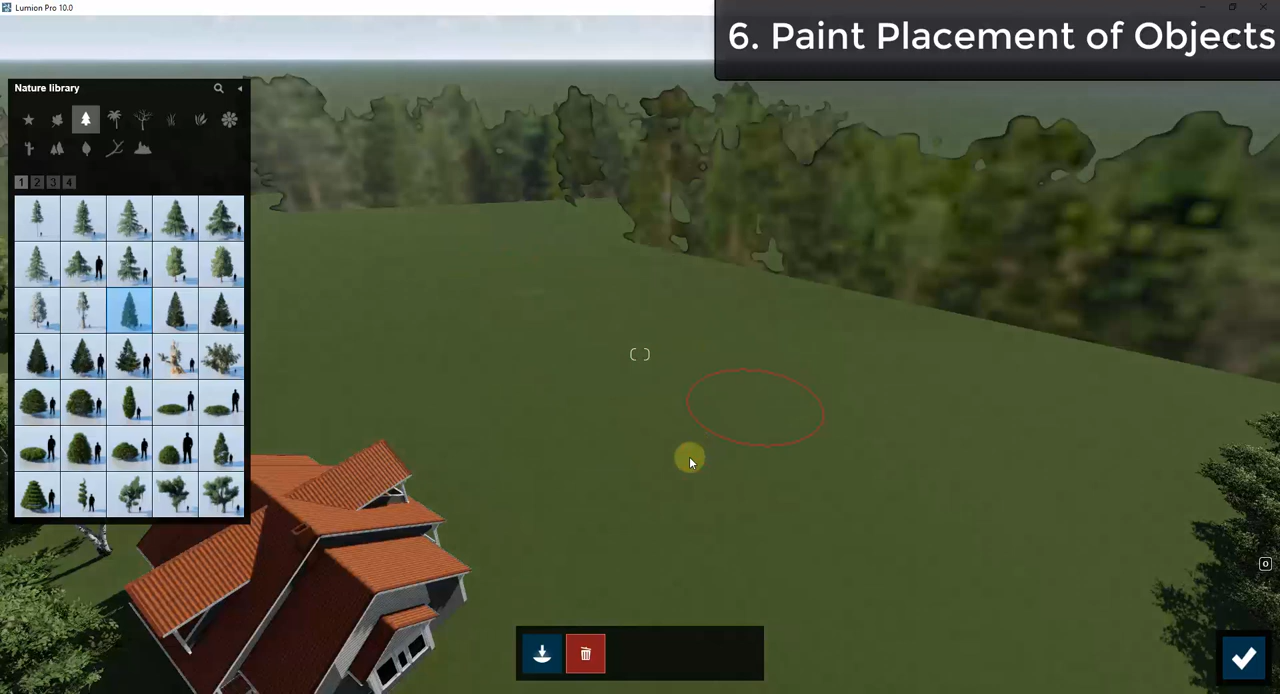 Lumion Pro 10.0
6. Paint Placement of Objects
Nature library
1 2 3 4
O